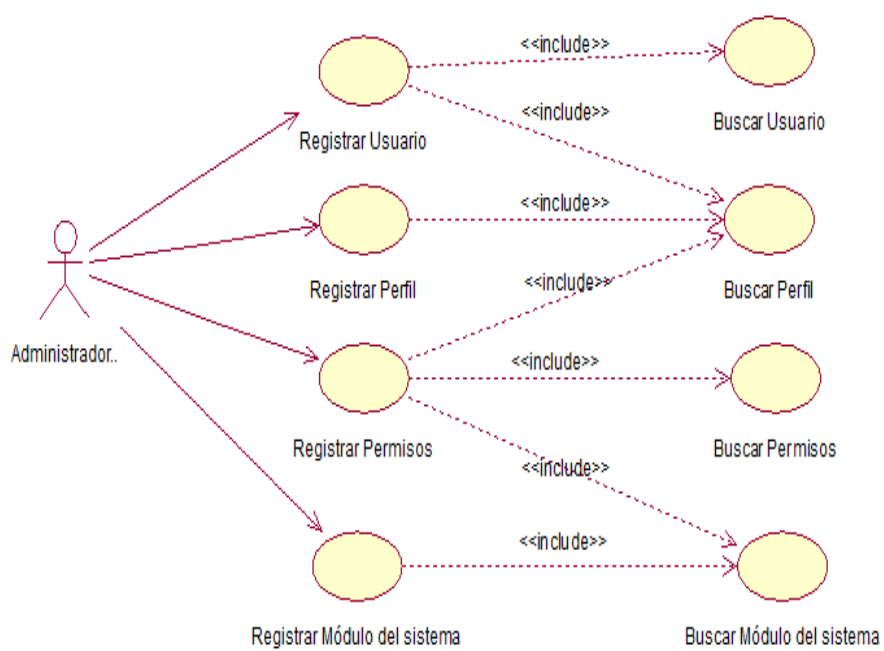 <<include>>
<<include>>
Registrar Usuario
Buscar Usuario
<<include>>
Registrar Perfil
<<include>>
Buscar Perfil
Administrador..
<<include>>
Registrar Permisos
Buscar Permisos
<<include>>
<<include>>
Registrar Módulo del sistema
Buscar Módulo del sistema